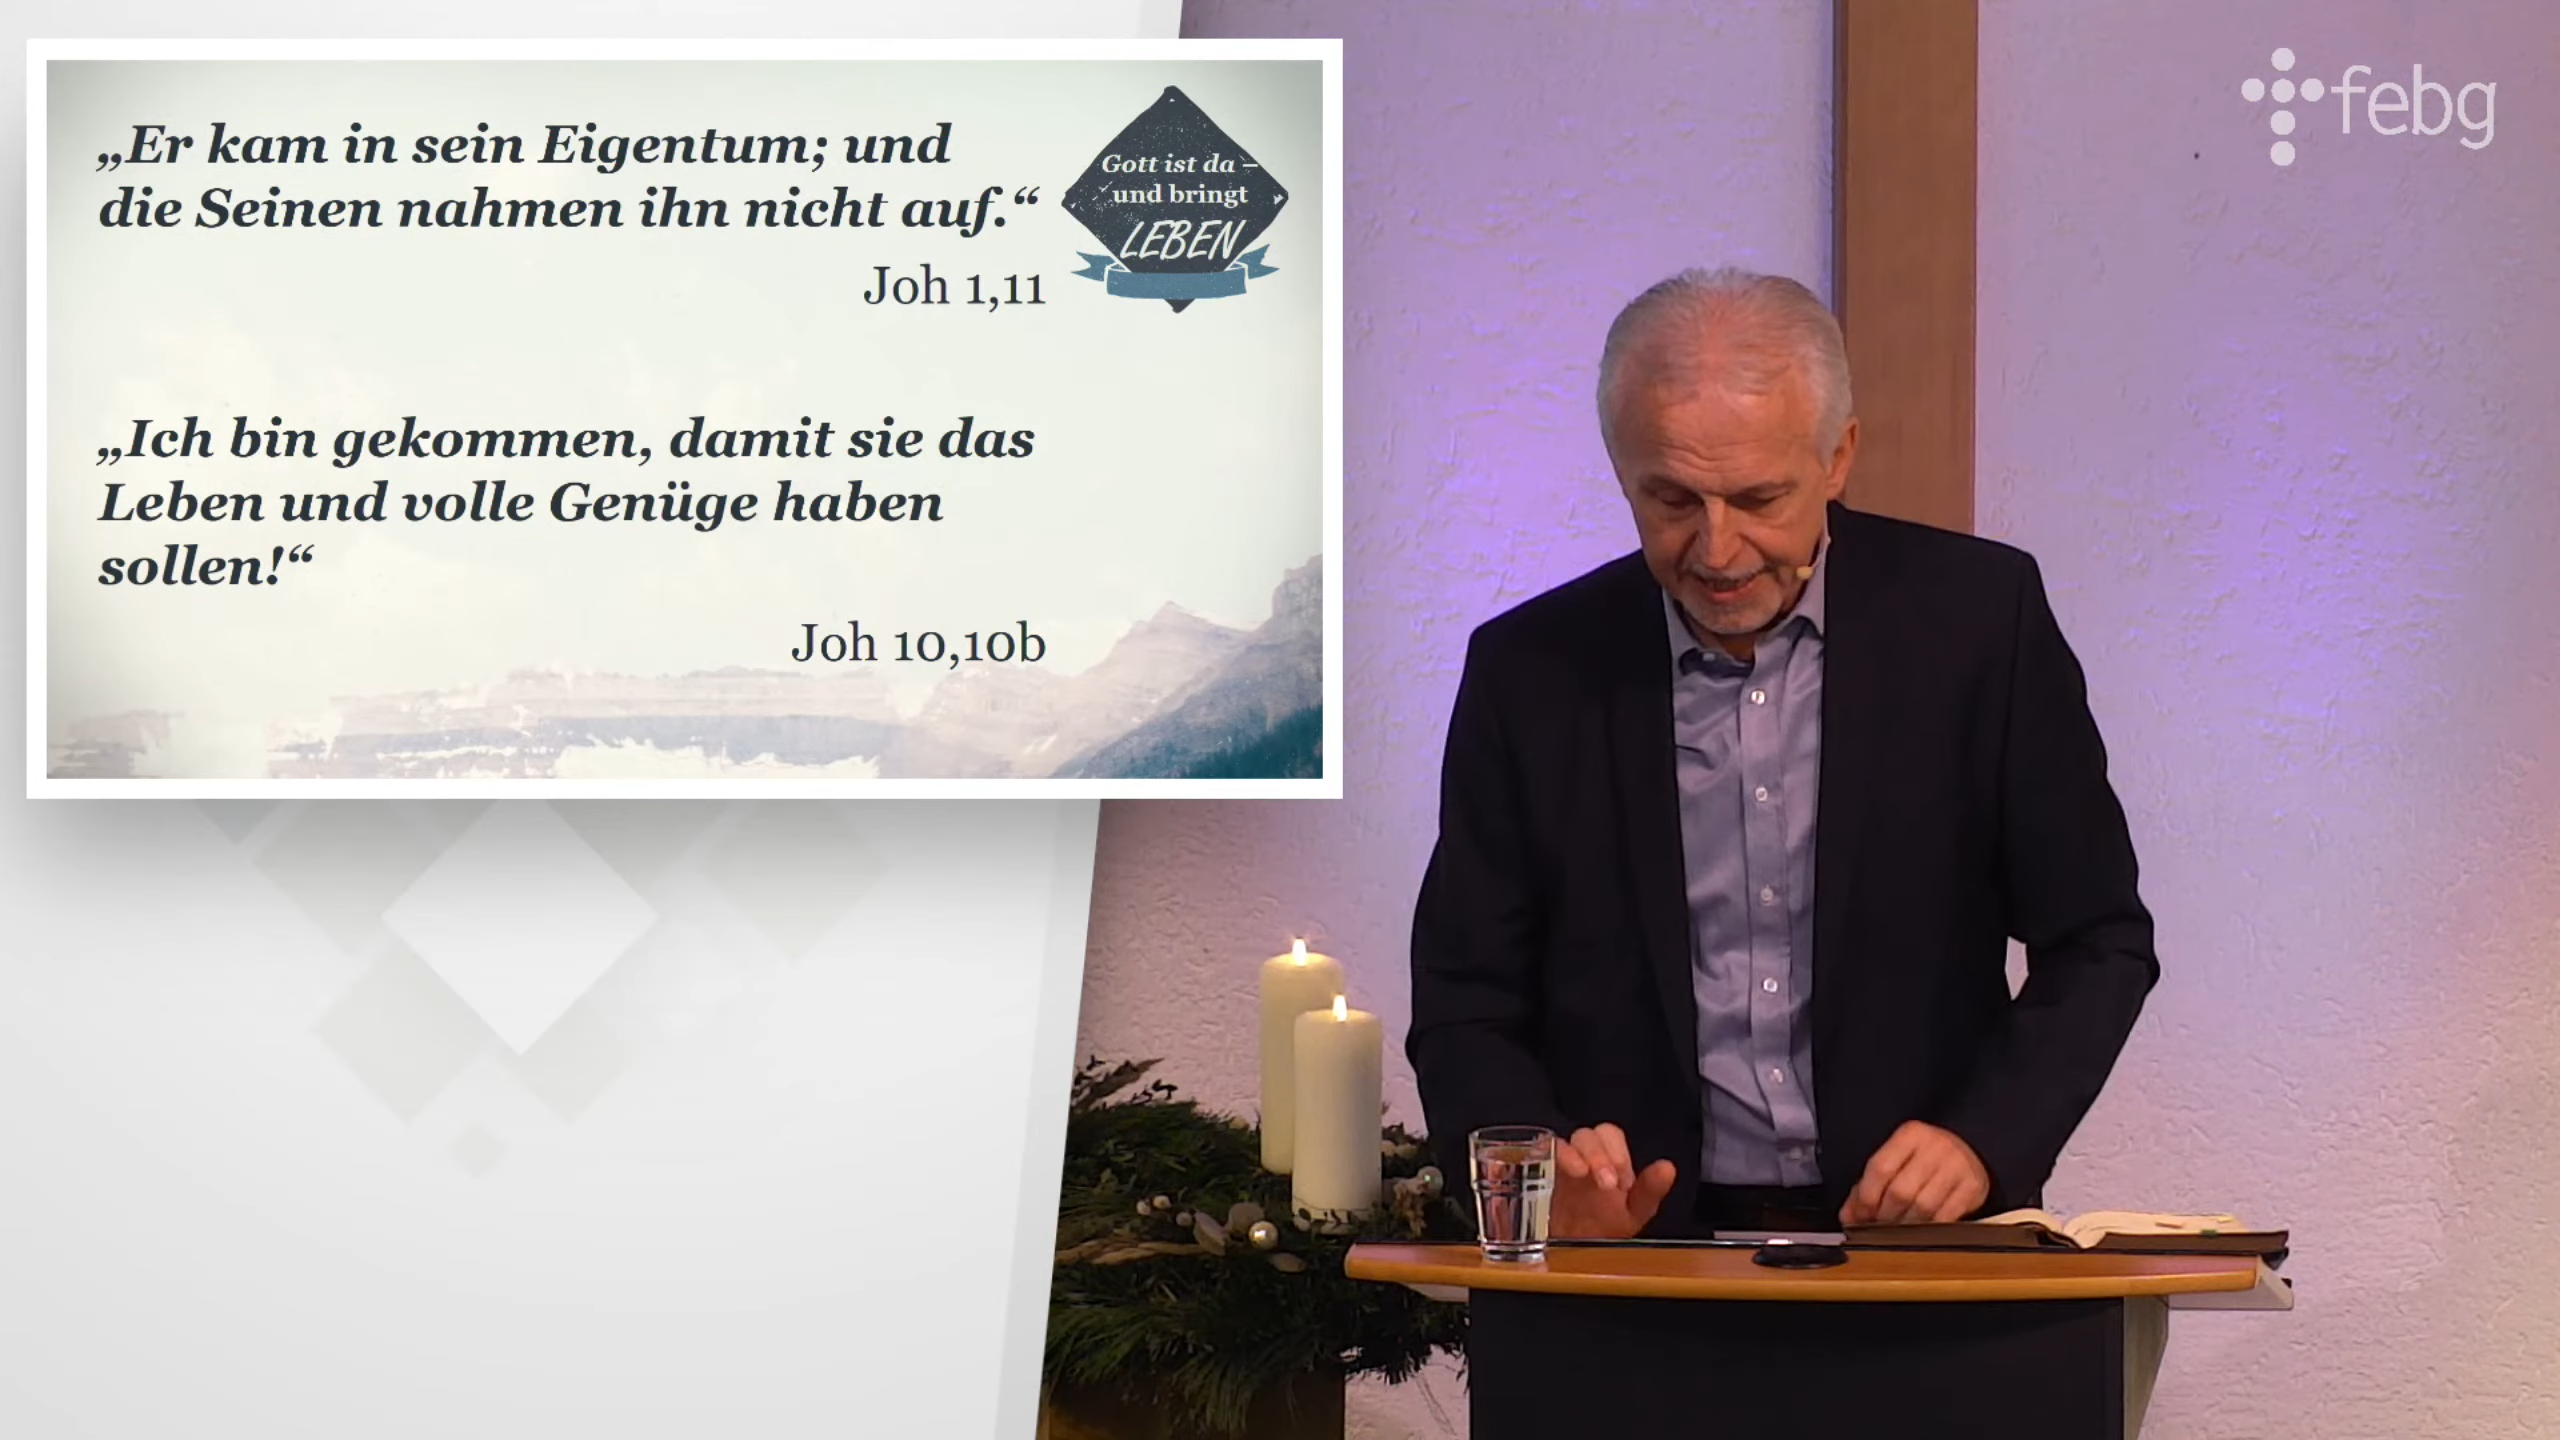 „Er kam in sein Eigentum; und
die Seinen nahmen ihn nicht auf.“
Joh 1,11
Gott ist da –
und bringt
LEBEN
„Ich bin gekommen, damit sie das
Leben und volle Genüge haben
sollen!“
Joh 10,10b
febg